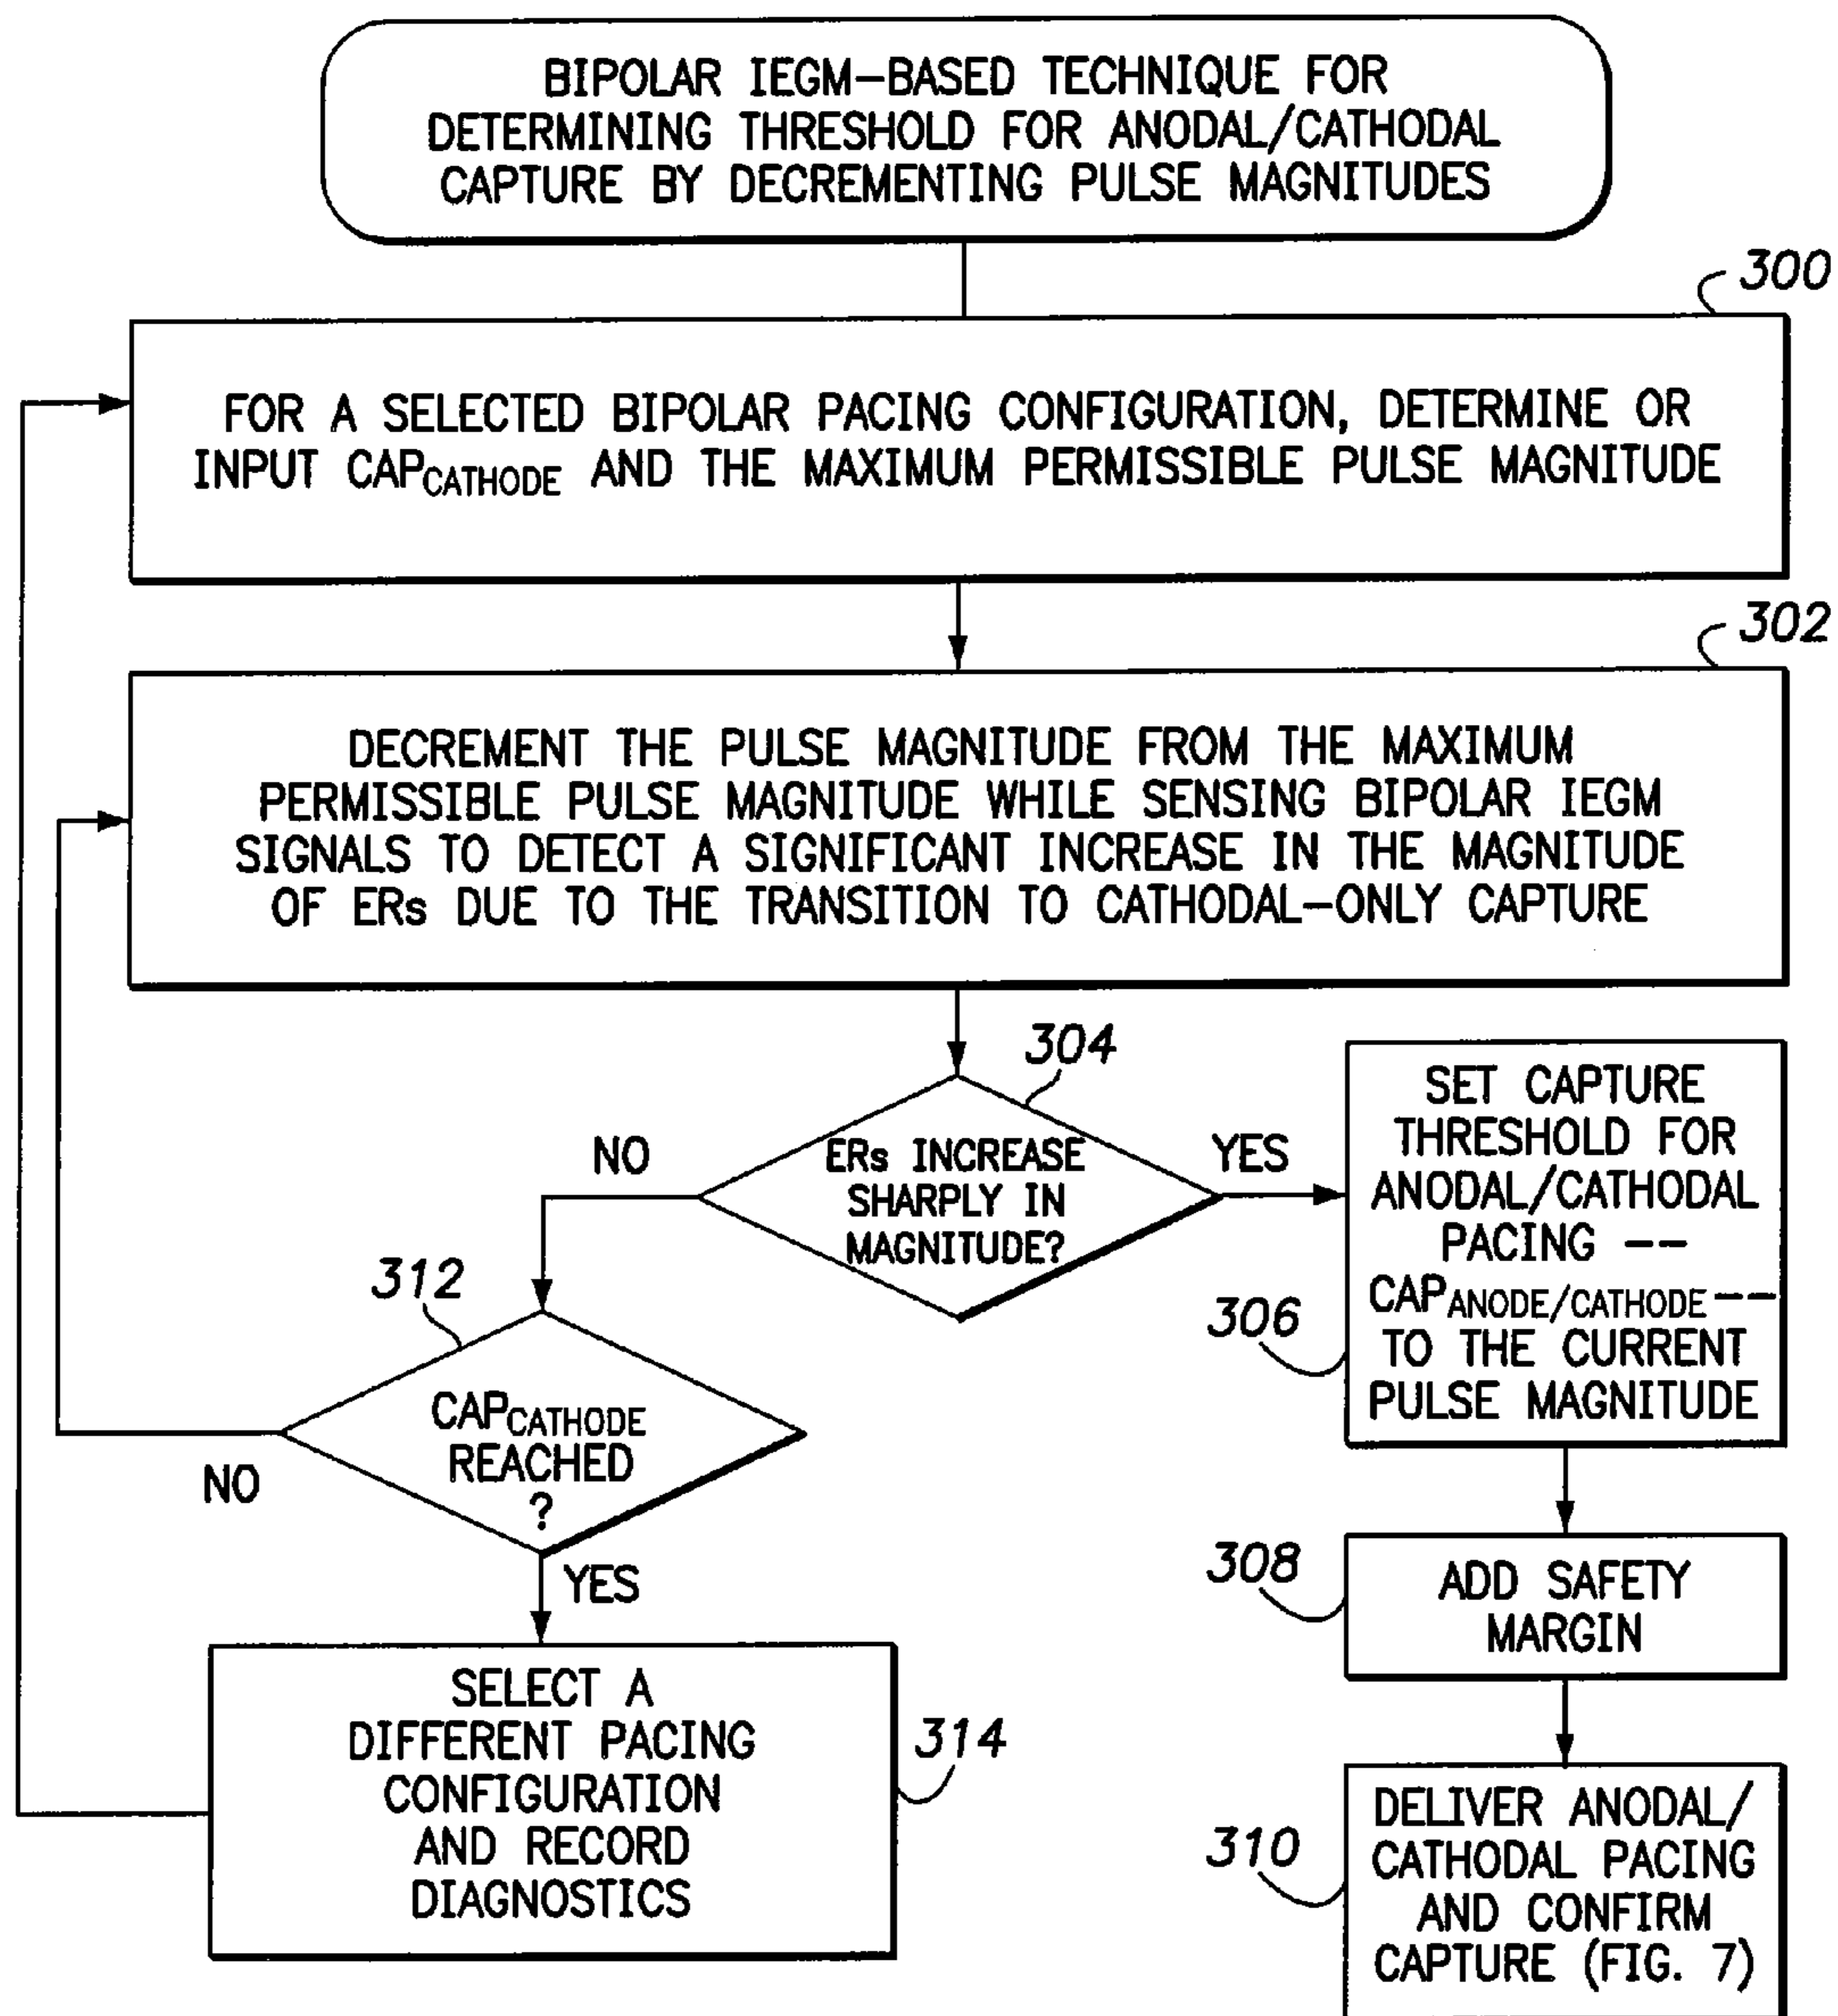 BIPOLAR IEGM-BASED TECHNIQUE FOR
DETERMINING THRESHOLD FOR ANODAL/CATHODAL
CAPTURE BY DECREMENTING PULSE MAGNITUDES
300
FOR A SELECTED BIPOLAR PACING CONFIGURATION, DETERMINE OR
INPUT CAPCATHODE AND THE MAXIMUM PERMISSIBLE PULSE MAGNITUDE
302
DECREMENT THE PULSE MAGNITUDE FROM THE MAXIMUM
PERMISSIBLE PULSE MAGNITUDE WHILE SENSING BIPOLAR IEGM
SIGNALS TO DETECT A SIGNIFICANT INCREASE IN THE MAGNITUDE
OF ERs DUE TO THE TRANSITION TO CATHODAL-ONLY CAPTURE
304
ERs INCREASE
SHARPLY IN
MAGNITUDE?
NO
YES
306
SET CAPTURE
THRESHOLD FOR
ANODAL/CATHODAL
PACING --
CAPANODE/CATHODE--
TO THE CURRENT
PULSE MAGNITUDE
312
CAPCATHODE
REACHED
?
NO
YES
308
ADD SAFETY
MARGIN
314
SELECT A
DIFFERENT PACING
CONFIGURATION
AND RECORD
DIAGNOSTICS
310
DELIVER ANODAL/
CATHODAL PACING
AND CONFIRM
CAPTURE (FIG. 7)